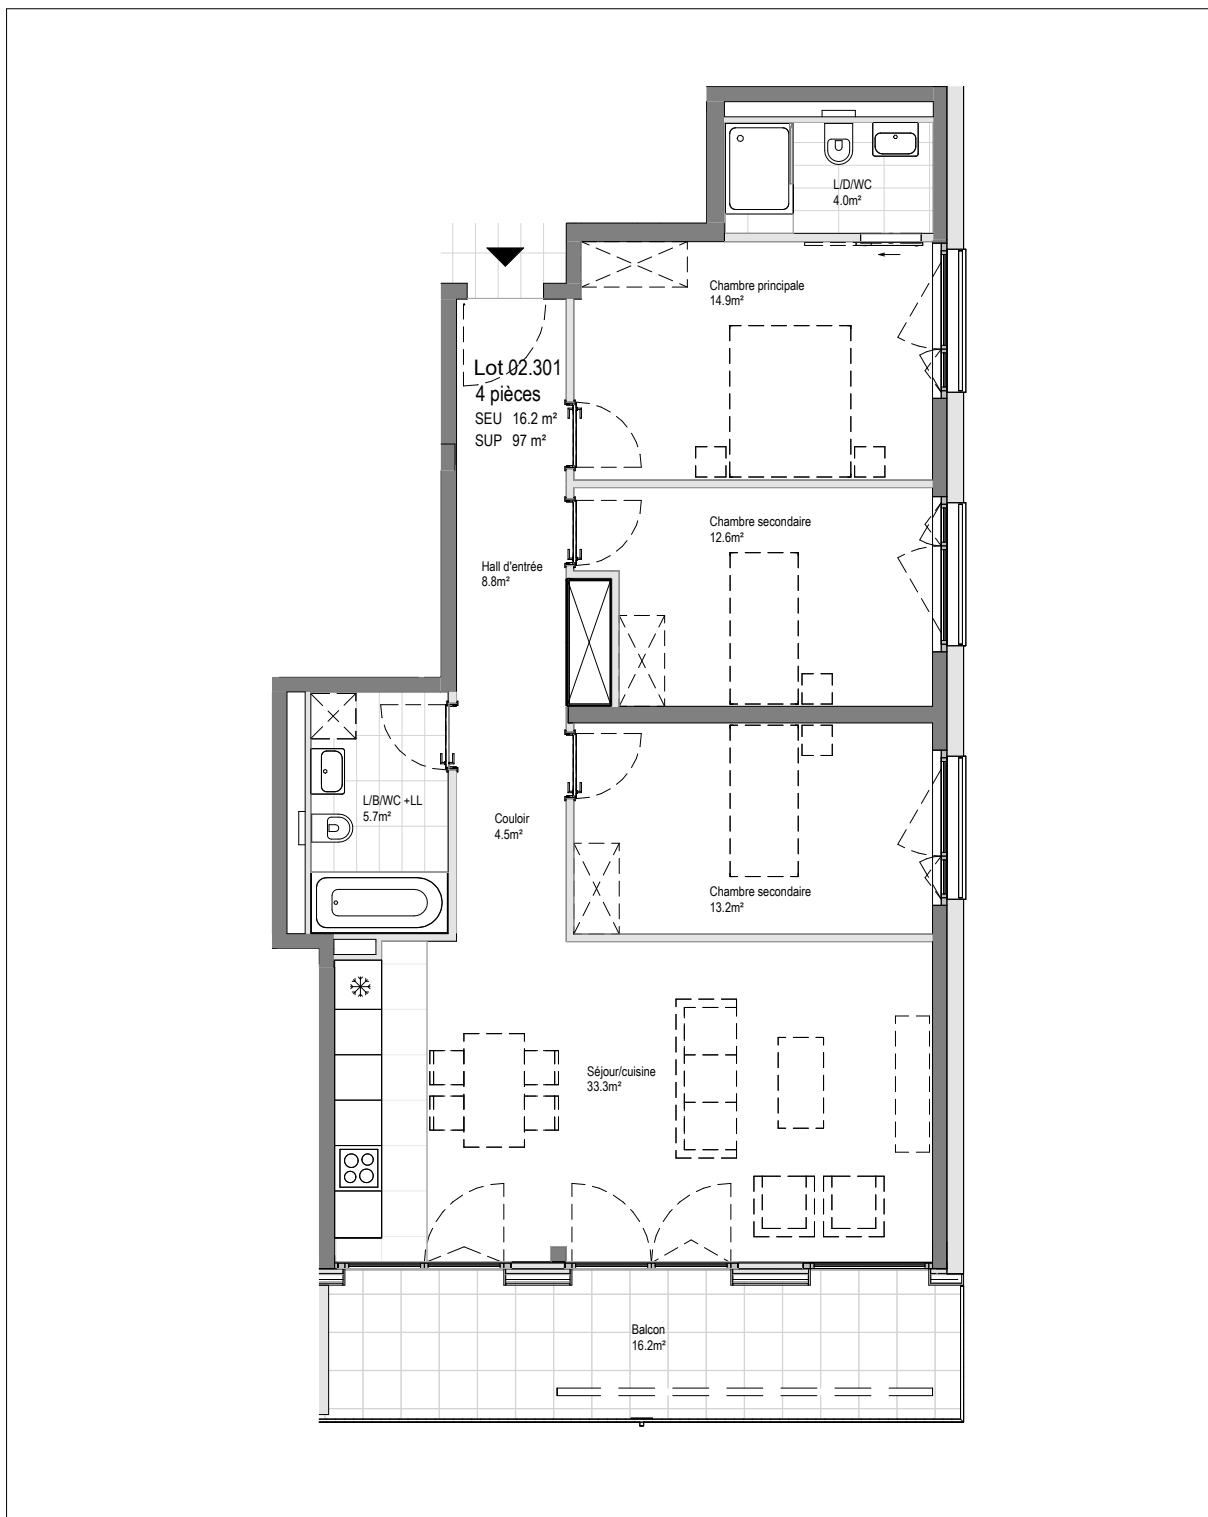 L/D/WC
4.0m²
Chambre principale
14.9m²
Lot 02.301
4 pièces
SEU 16.2 m²
SUP 97 m²
Chambre secondaire
12.6m²
Hall d'entrée
8.8m²
L/B/WC +LL
5.7m²
Couloir
4.5m²
Chambre secondaire
13.2m²
Séjour/cuisine
33.3m²
Balcon
16.2m²